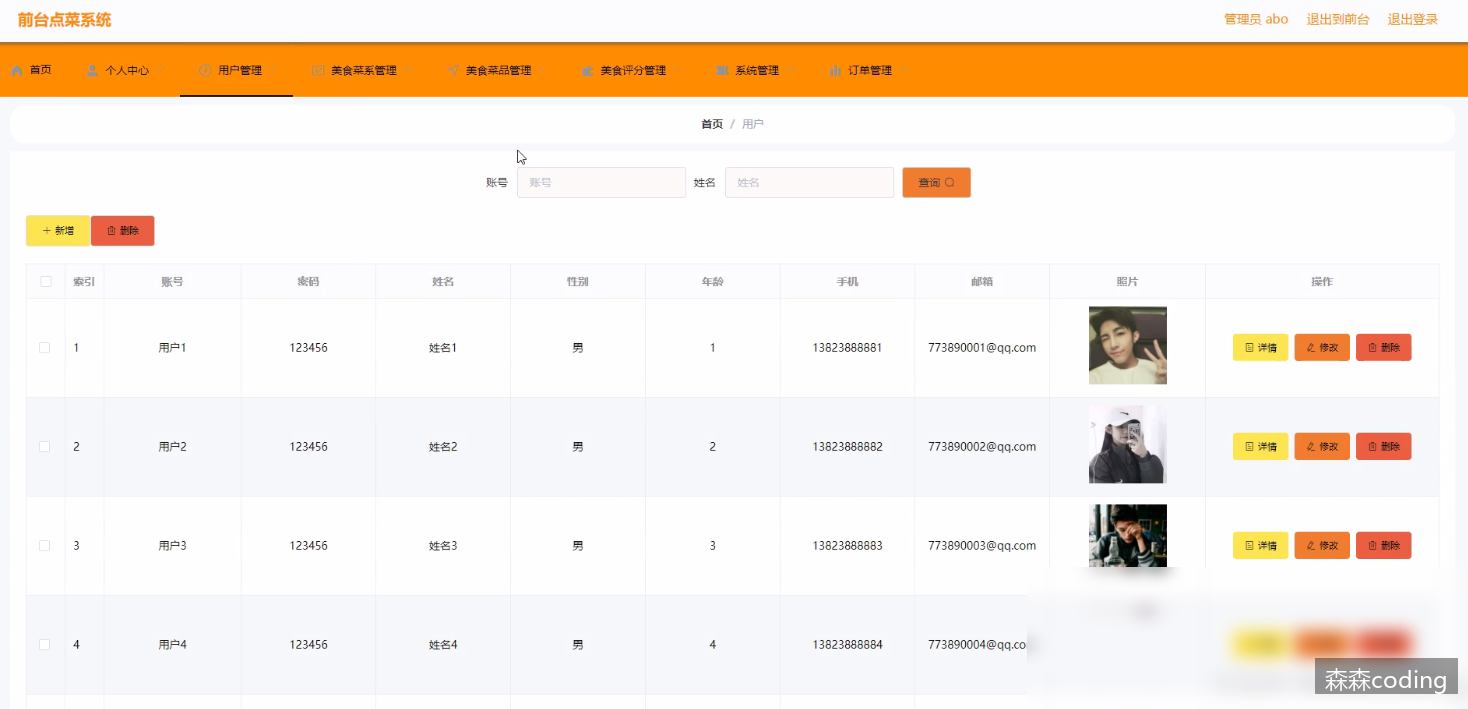 前台点菜系统
管理员 abo 退出到前台 退出登录
首页 个人中心 用户管理 美食菜系管理 美食菜品管理 美食评分管理 系统管理 订单管理
首页 / 用户
账号 账号 姓名 姓名 查询
+ 新增 删除
索引 账号 密码 姓名 性别 年龄 手机 邮箱 照片 操作
1 用户1 123456 姓名1 男 1 13823888881 773890001@qq.com 详情 修改 删除
2 用户2 123456 姓名2 男 2 13823888882 773890002@qq.com 详情 修改 删除
3 用户3 123456 姓名3 男 3 13823888883 773890003@qq.com 详情 修改 删除
4 用户4 123456 姓名4 男 4 13823888884 773890004@qq.co
森森coding